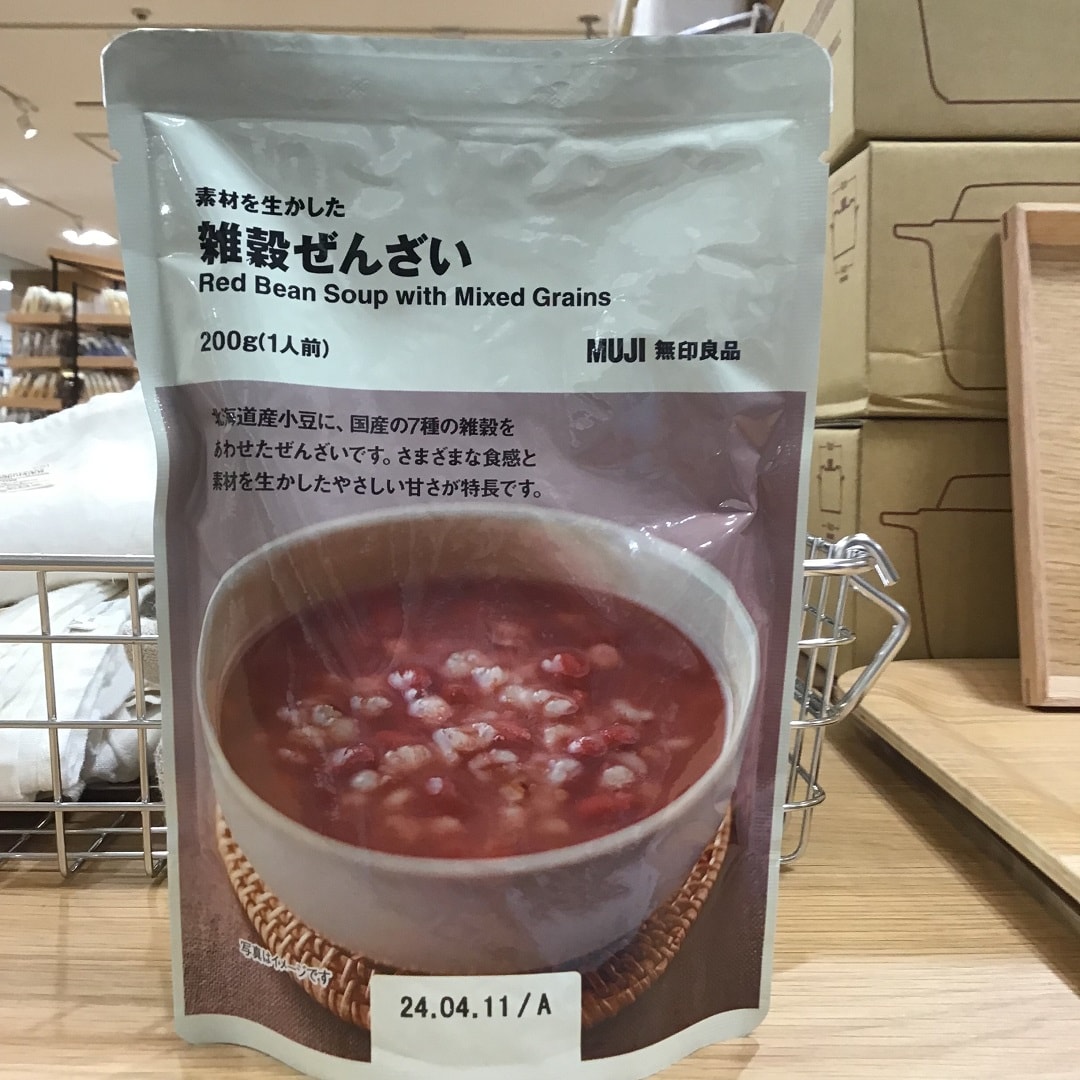 素材を生かした
雑穀ぜんざい
Red Bean Soup with Mixed Grains
200g(1人前)
MUJI 無印良品
北海道産小豆に、国産の7種の雑穀を
あわせたぜんざいです。さまざまな食感と
素材を生かしたやさしい甘さが特長です。
写真はイメージです
24.04.11/A